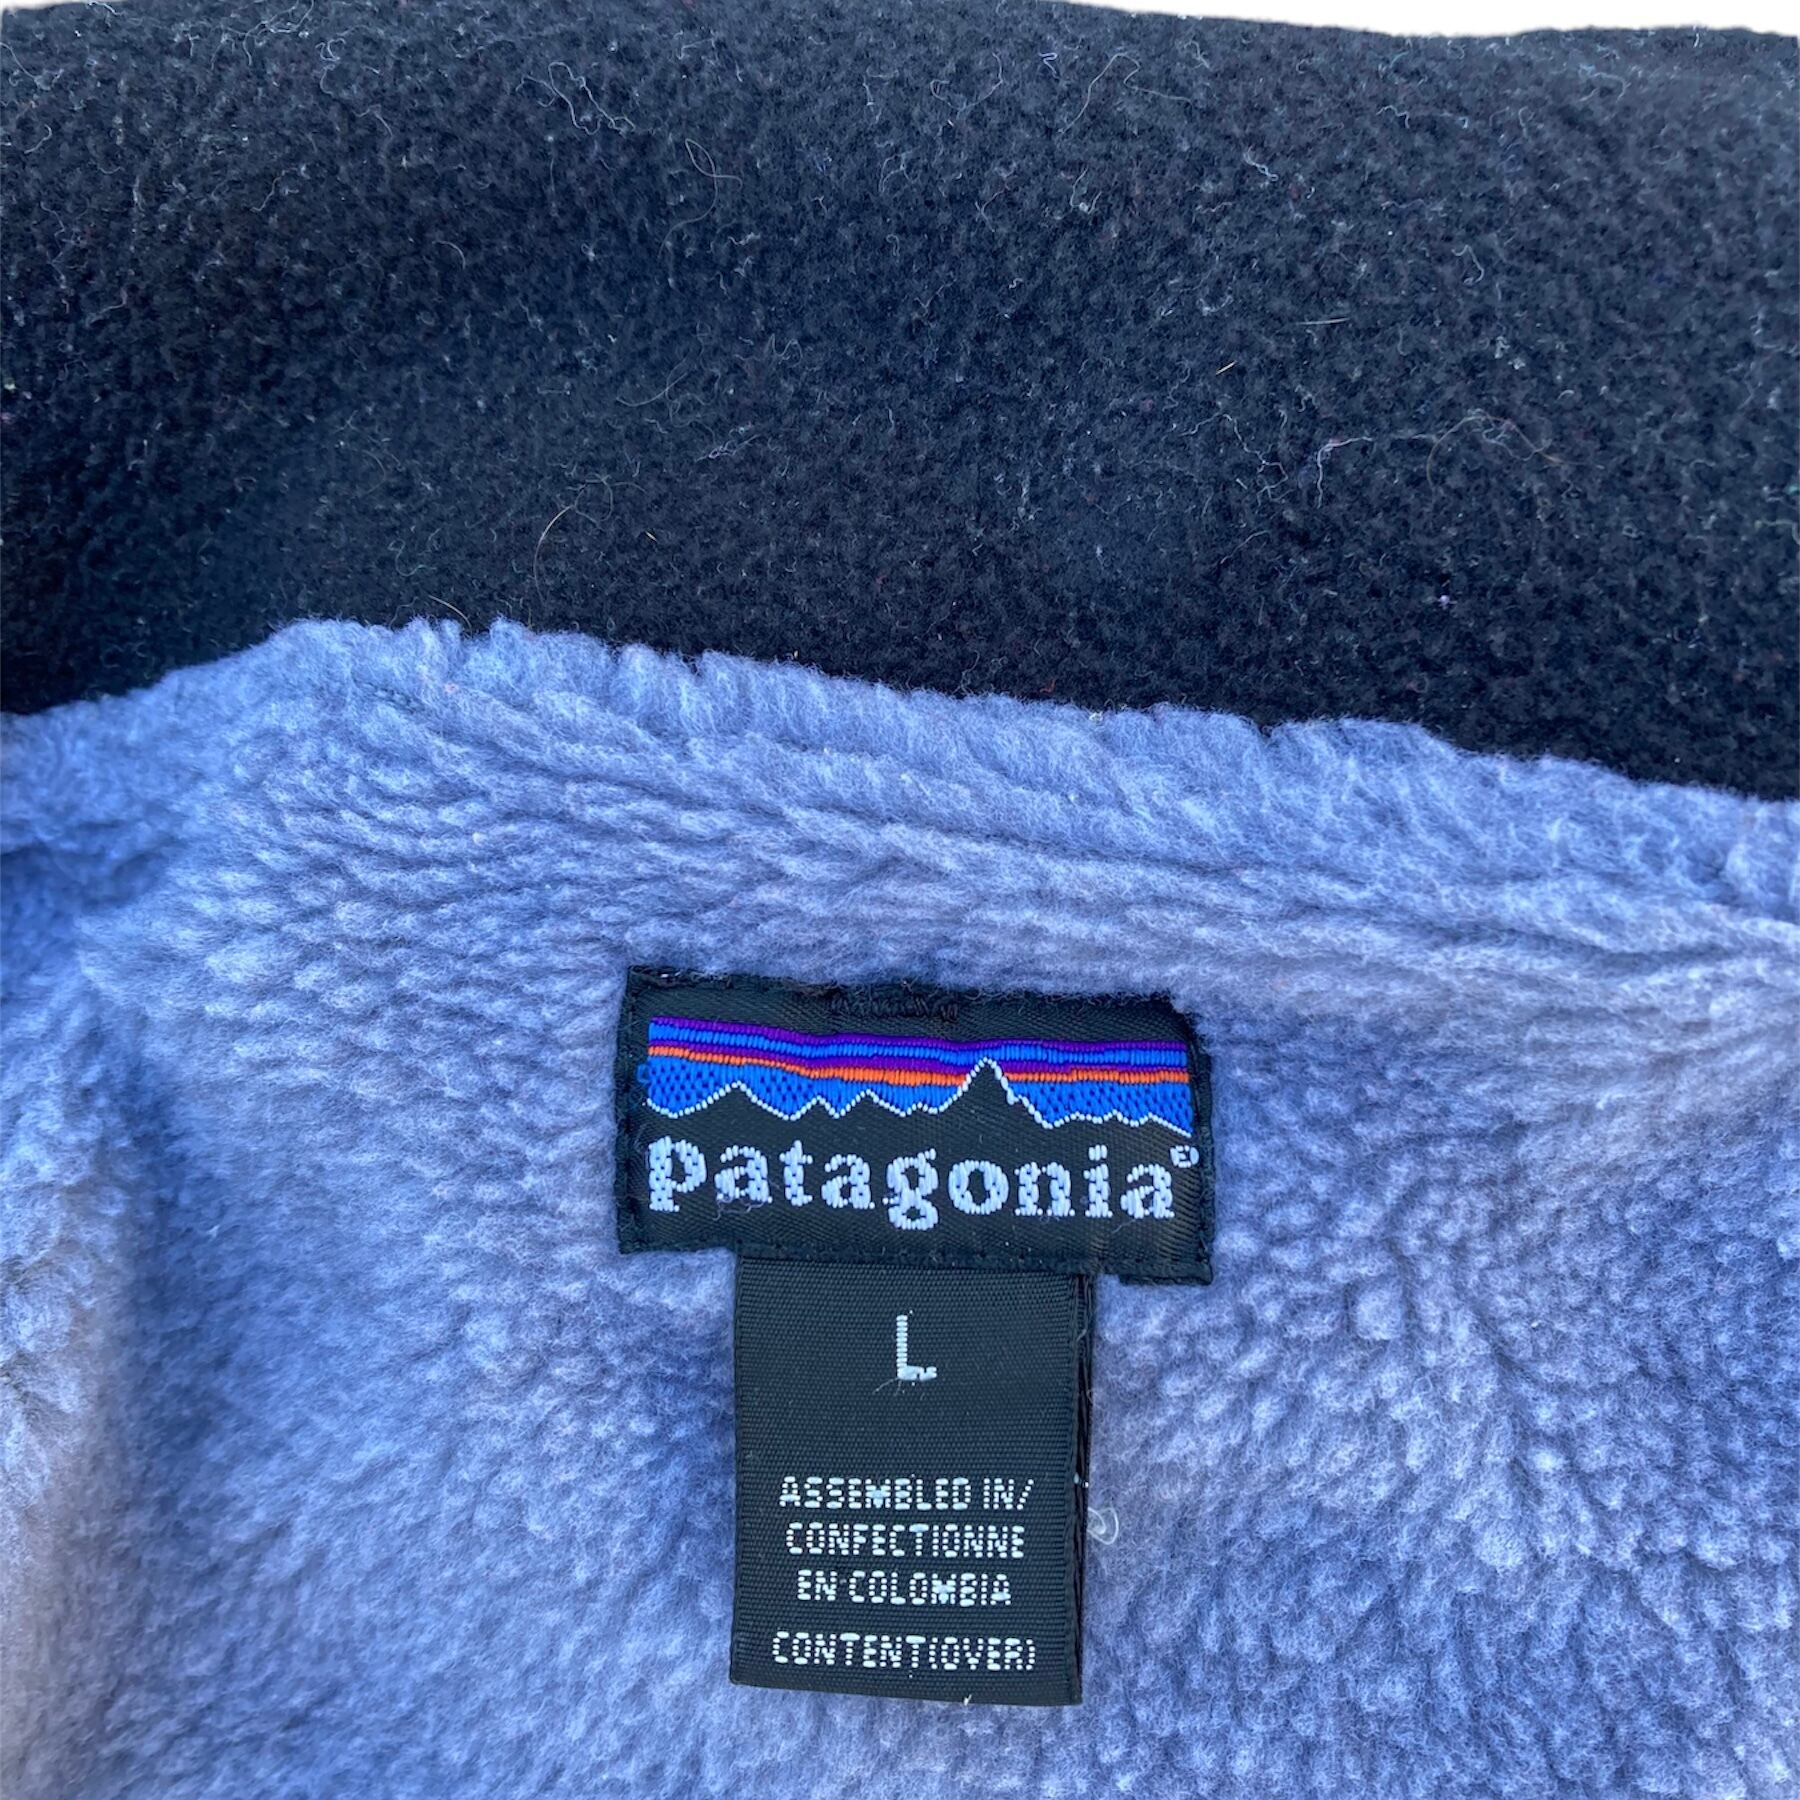 patagonia®
L
ASSEMBLED IN/
CONFECTIONNE
EN COLOMBIA
CONTENT(OVER)